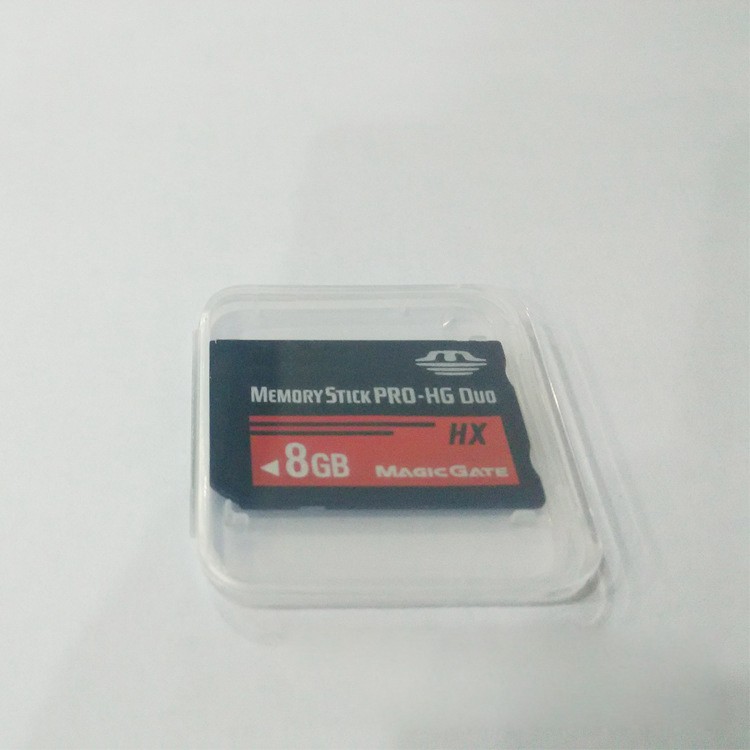 MEMORY STICK PRO-HG DUO
HX
8GB MAGICGATE